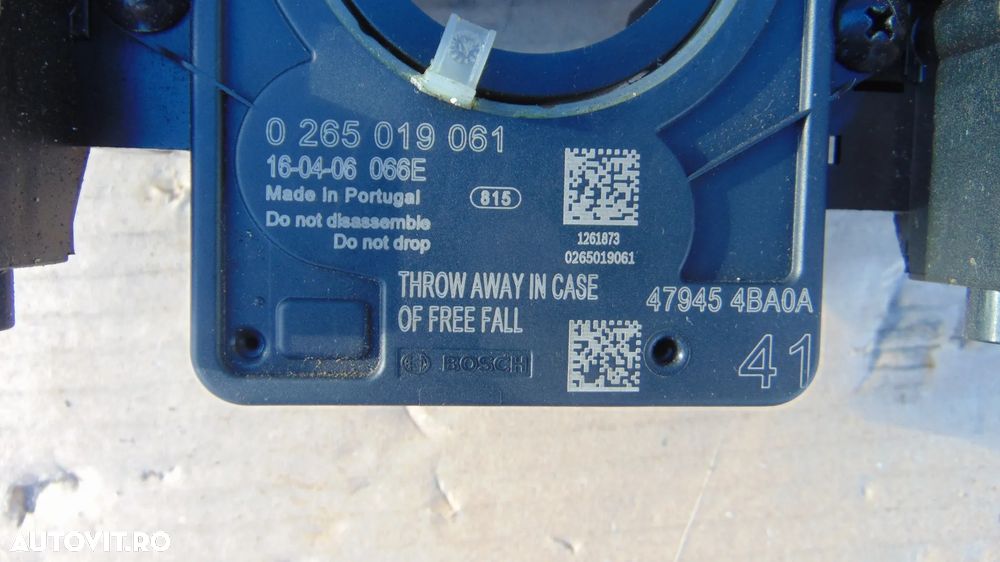 0 265 019 061
16-04-06 066E
Made in Portugal
815
Do not disassemble
Do not drop
1261873
0265019061
THROW AWAY IN CASE
OF FREE FALL
47945 4BA0A
BOSCH
41
AUTOVIT.RO